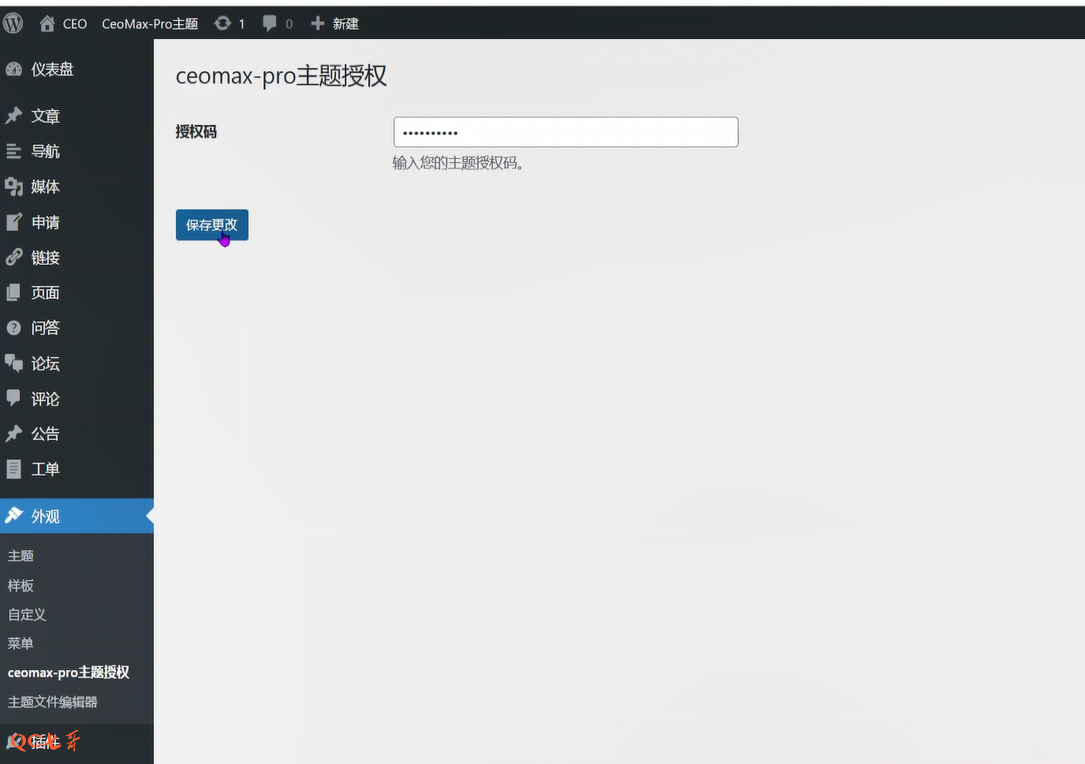 CEO CeoMax-Pro主题 1 0 新建
仪表盘
文章
导航
媒体
申请
链接
页面
问答
论坛
评论
公告
工单
外观
主题
样板
自定义
菜单
ceomax-pro主题授权
主题文件编辑器
插件
ceomax-pro主题授权
授权码
••••••••••
输入您的主题授权码。
保存更改